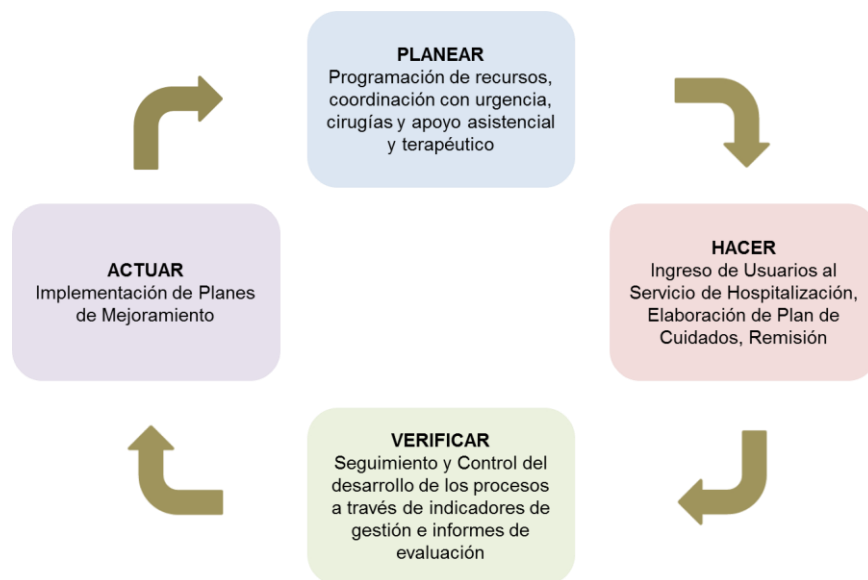 PLANEAR
Programación de recursos,
coordinación con urgencia,
cirugías y apoyo asistencial
y terapéutico
HACER
Ingreso de Usuarios al
Servicio de Hospitalización,
Elaboración de Plan de
Cuidados, Remisión
VERIFICAR
Seguimiento y Control del
desarrollo de los procesos
a través de indicadores de
gestión e informes de
evaluación
ACTUAR
Implementación de Planes
de Mejoramiento